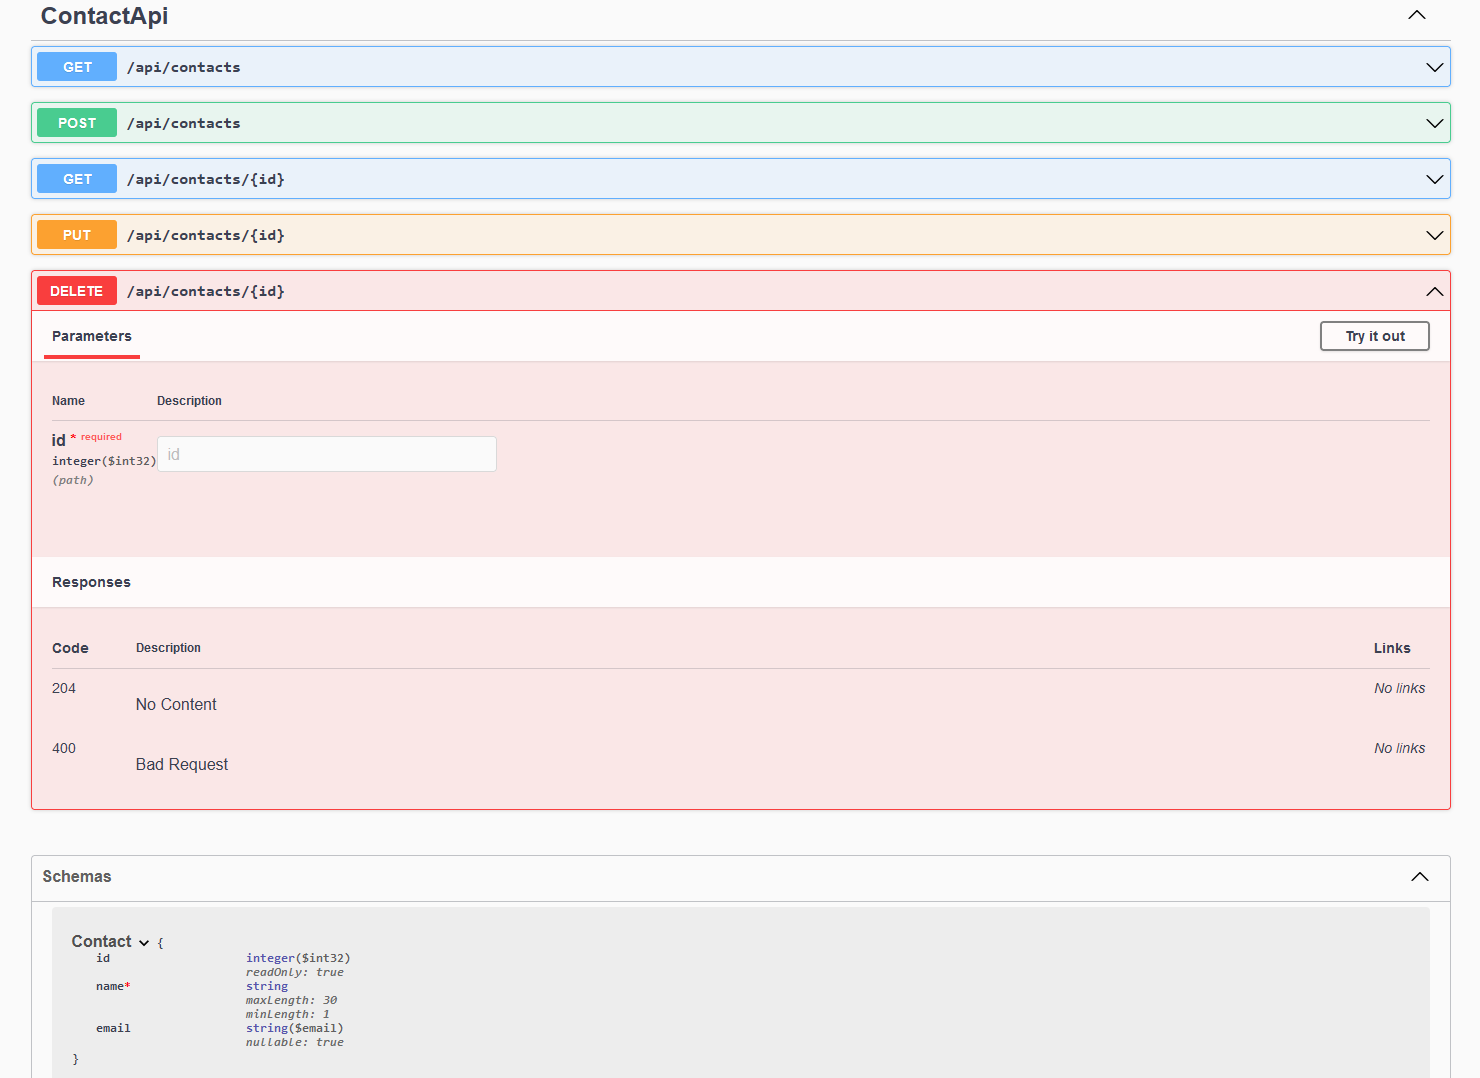 ContactApi
GET /api/contacts
POST /api/contacts
GET /api/contacts/{id}
PUT /api/contacts/{id}
DELETE /api/contacts/{id}
Parameters Try it out
Name Description
id * required
integer($int32) id
(path)
Responses
Code Description Links
204 No links
No Content
400 No links
Bad Request
Schemas
Contact {
id integer($int32)
readOnly: true
name* string
maxLength: 30
minLength: 1
email string($email)
nullable: true
}